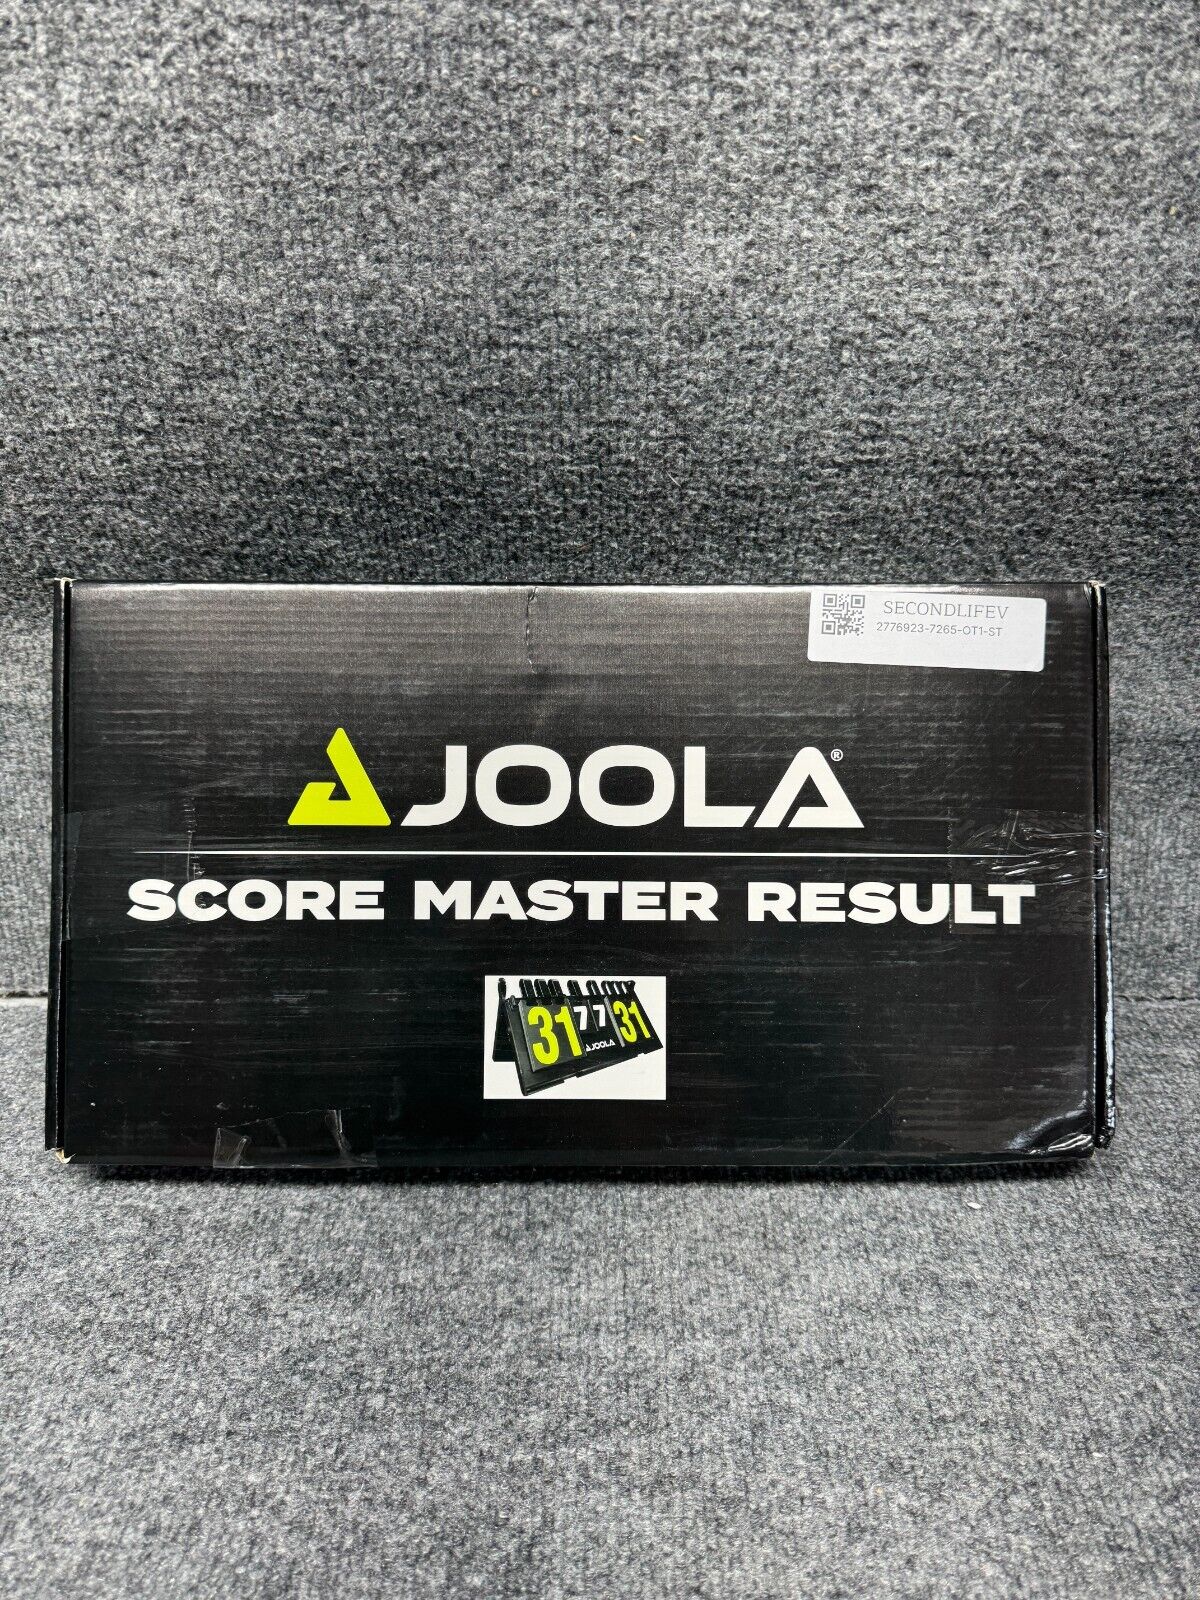 SECONDLIFEV
2776923-7265-OT1-ST
JOOLA®
SCORE MASTER RESULT
31 7 7 31
JOOLA